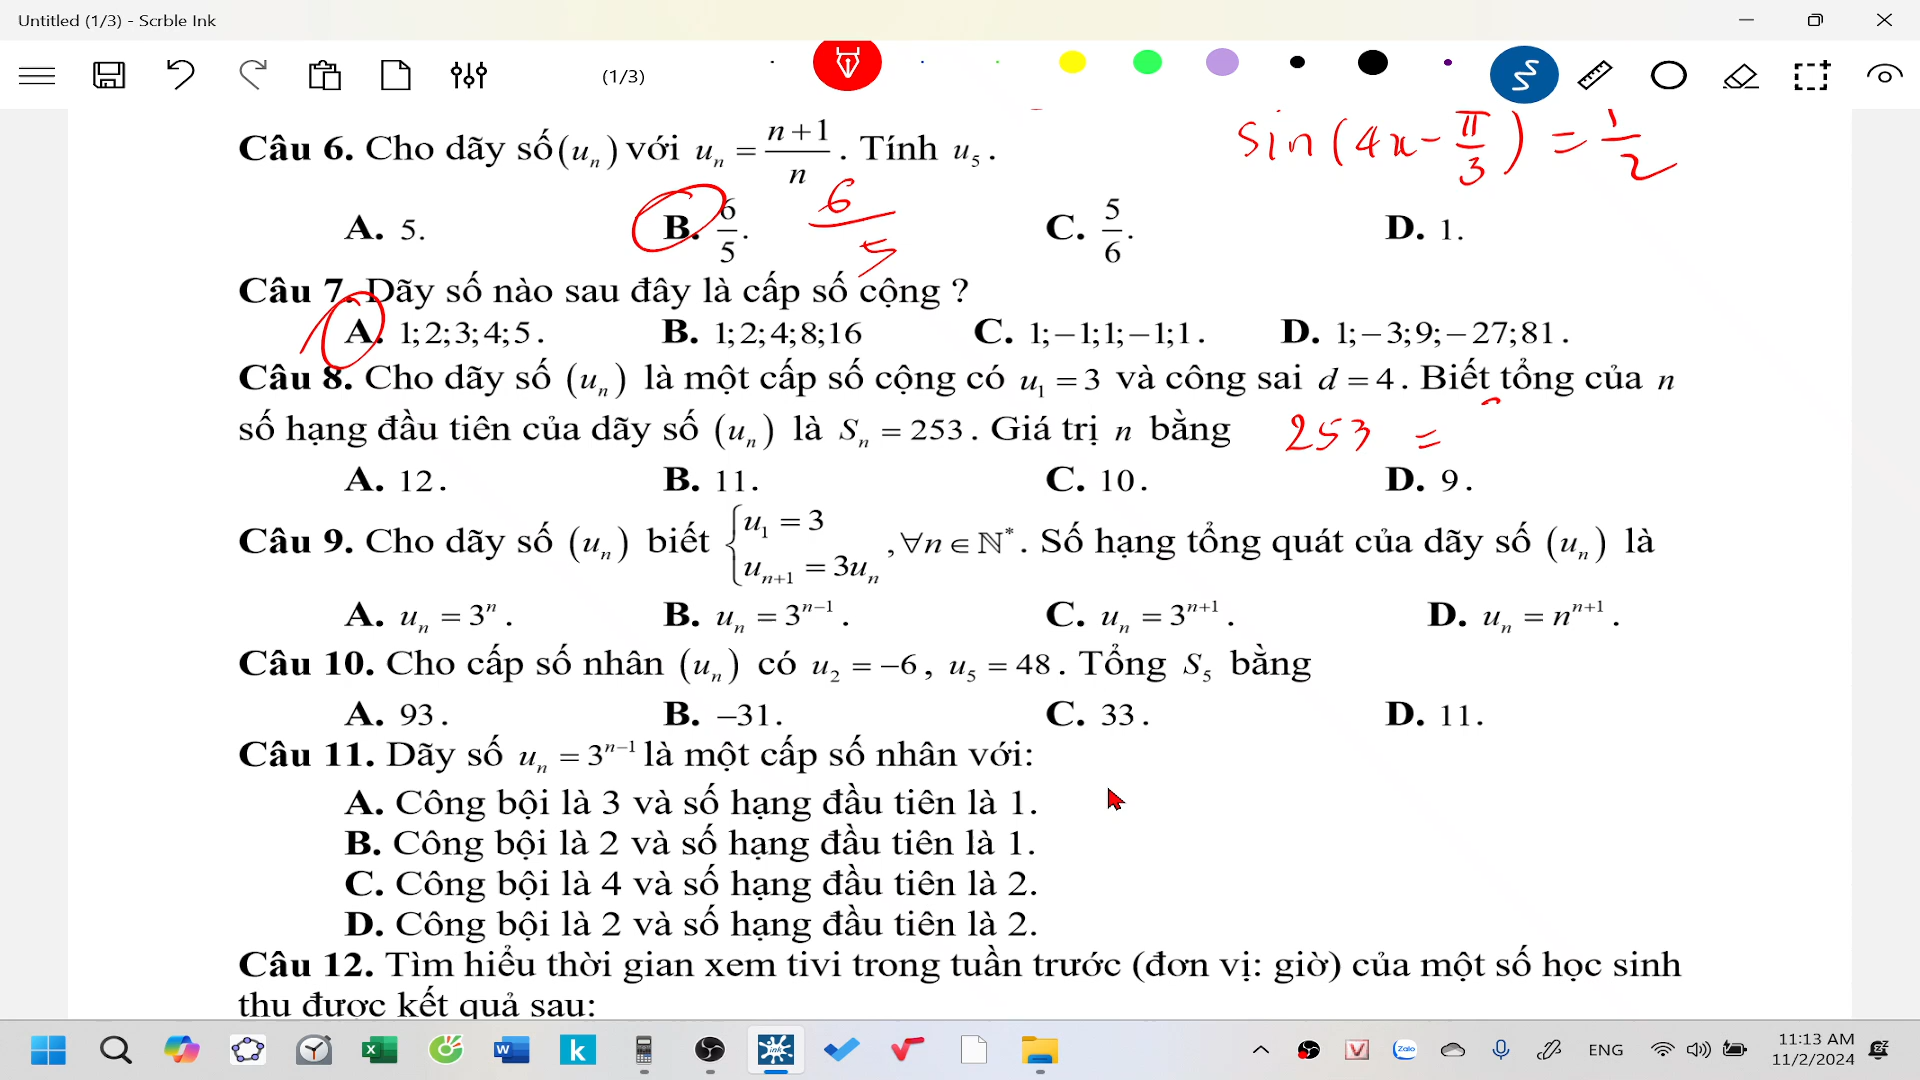 Untitled (1/3) - Scrble Ink
(1/3)
Câu 6. Cho dãy số (uₙ) với uₙ = (n+1)/n . Tính u₅ .
sin(4x - π/3) = 1/2
A. 5.   B. 6/5.   C. 5/6.   D. 1.
6/5
Câu 7. Dãy số nào sau đây là cấp số cộng ?
A. 1;2;3;4;5 .   B. 1;2;4;8;16   C. 1;−1;1;−1;1 .   D. 1;−3;9;−27;81 .
Câu 8. Cho dãy số (uₙ) là một cấp số cộng có u₁ = 3 và công sai d = 4 . Biết tổng của n
số hạng đầu tiên của dãy số (uₙ) là Sₙ = 253 . Giá trị n bằng
253 =
A. 12 .   B. 11.   C. 10 .   D. 9 .
Câu 9. Cho dãy số (uₙ) biết {u₁ = 3; uₙ₊₁ = 3uₙ , ∀n ∈ ℕ* . Số hạng tổng quát của dãy số (uₙ) là
A. uₙ = 3ⁿ .   B. uₙ = 3ⁿ⁻¹ .   C. uₙ = 3ⁿ⁺¹ .   D. uₙ = nⁿ⁺¹ .
Câu 10. Cho cấp số nhân (uₙ) có u₂ = −6 , u₅ = 48 . Tổng S₅ bằng
A. 93 .   B. −31.   C. 33 .   D. 11.
Câu 11. Dãy số uₙ = 3ⁿ⁻¹ là một cấp số nhân với:
A. Công bội là 3 và số hạng đầu tiên là 1.
B. Công bội là 2 và số hạng đầu tiên là 1.
C. Công bội là 4 và số hạng đầu tiên là 2.
D. Công bội là 2 và số hạng đầu tiên là 2.
Câu 12. Tìm hiểu thời gian xem tivi trong tuần trước (đơn vị: giờ) của một số học sinh
thu được kết quả sau:
ENG
11:13 AM
11/2/2024